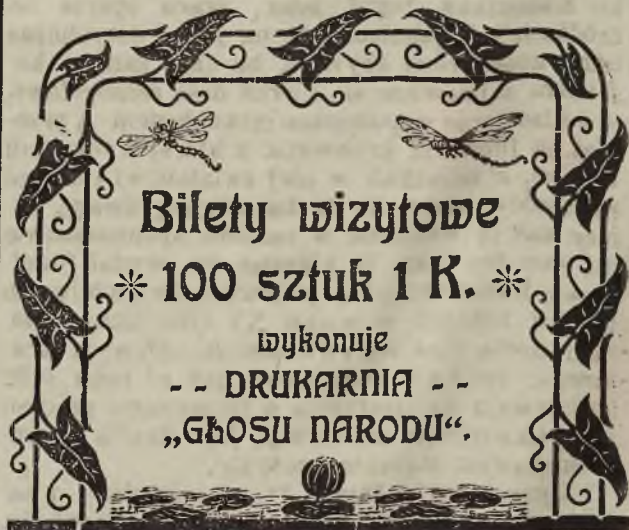 Bilety wizytowe
* 100 sztuk 1 K. *
wykonuje
- - DRUKARNIA - -
„GŁOSU NARODU“.